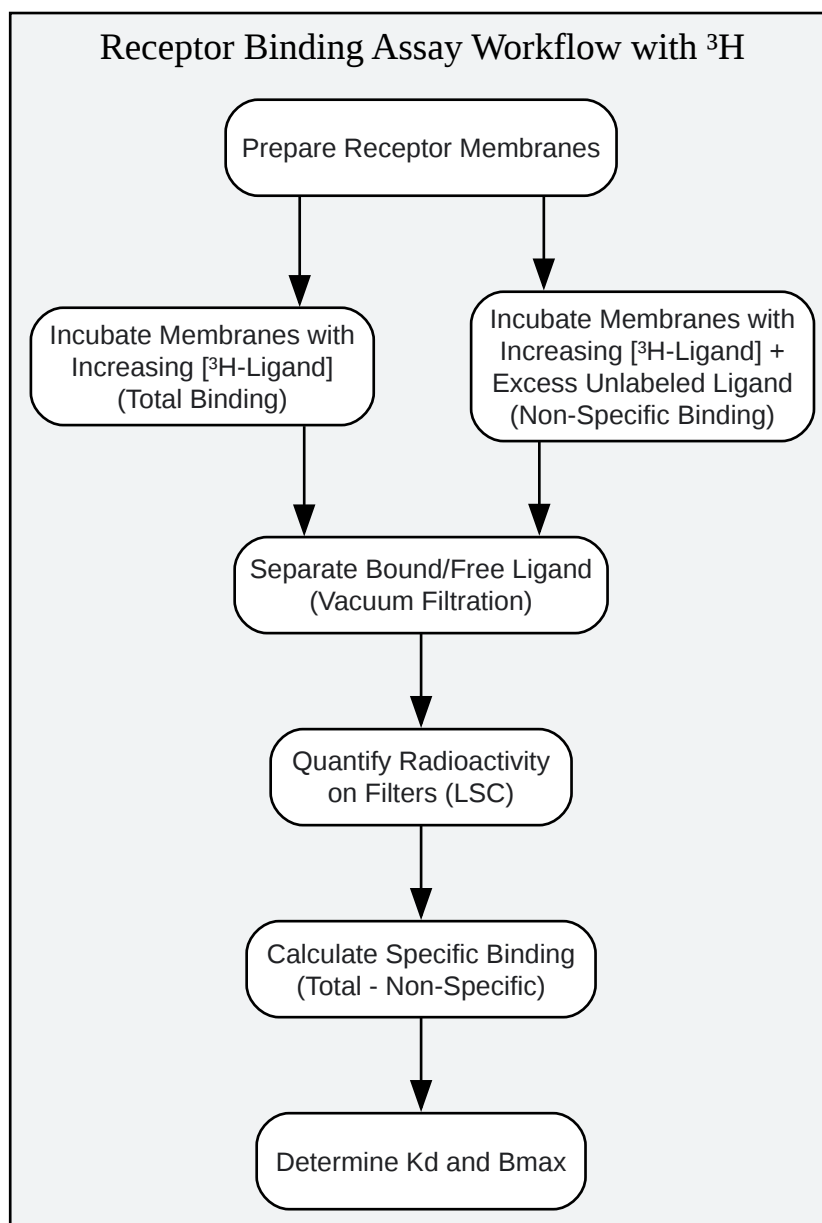 Receptor Binding Assay Workflow with ³H
Prepare Receptor Membranes
Incubate Membranes with
Increasing [³H-Ligand]
(Total Binding)
Incubate Membranes with
Increasing [³H-Ligand] +
Excess Unlabeled Ligand
(Non-Specific Binding)
Separate Bound/Free Ligand
(Vacuum Filtration)
Quantify Radioactivity
on Filters (LSC)
Calculate Specific Binding
(Total - Non-Specific)
Determine Kd and Bmax